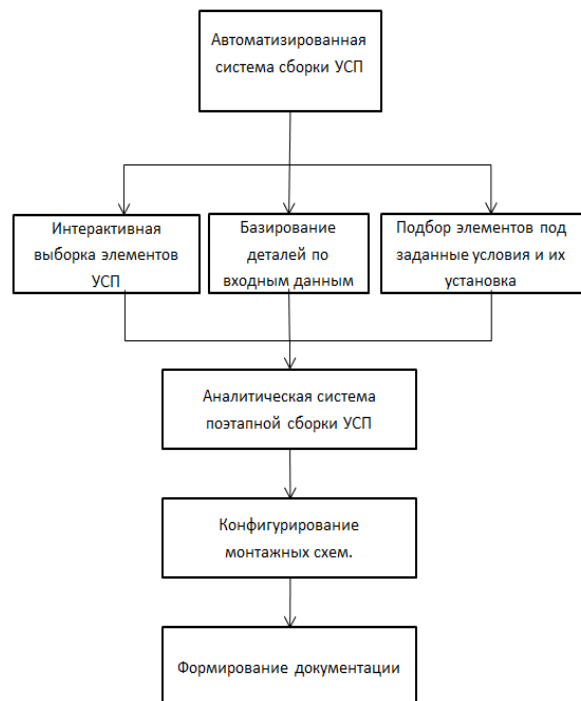 Автоматизированная
система сборки УСП
Интерактивная
выборка элементов
УСП
Базирование
деталей по
входным данным
Подбор элементов под
заданные условия и их
установка
Аналитическая система
поэтапной сборки УСП
Конфигурирование
монтажных схем.
Формирование документации